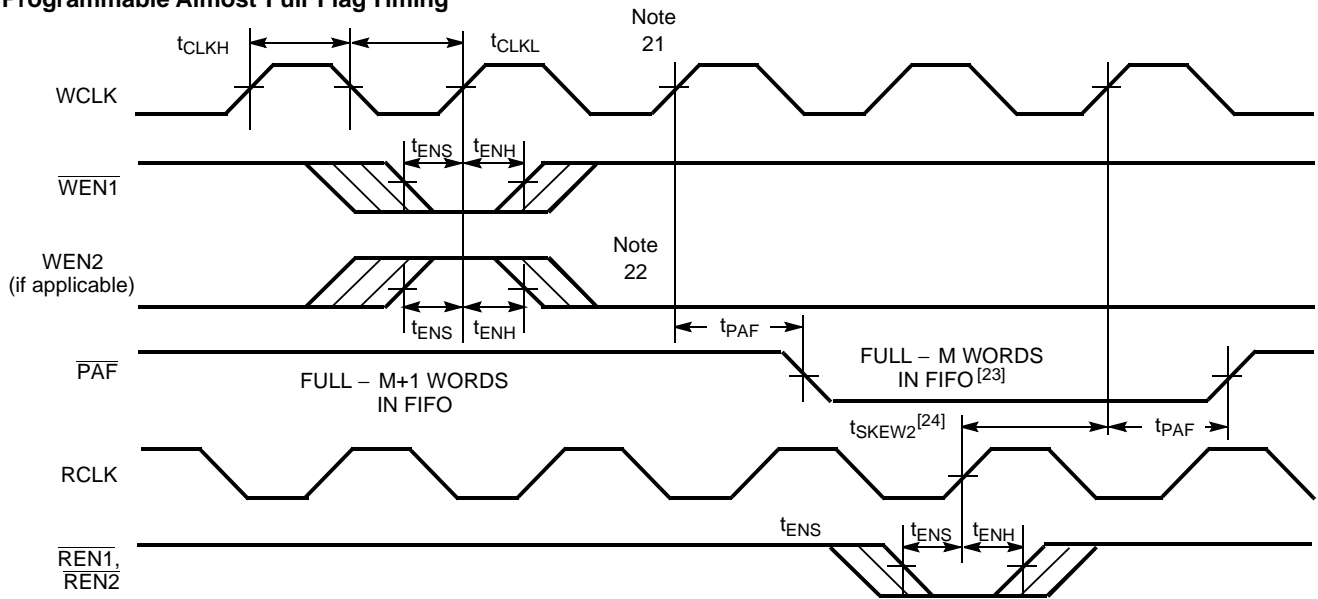 Programmable Almost Full Flag Timing
Note
21
tCLKH
tCLKL
WCLK
tENS
tENH
WEN1
WEN2
(if applicable)
Note
22
tENS
tENH
tPAF
PAF
FULL − M+1 WORDS
IN FIFO
FULL − M WORDS
IN FIFO[23]
tSKEW2[24]
tPAF
RCLK
tENS
tENS
tENH
REN1,
REN2